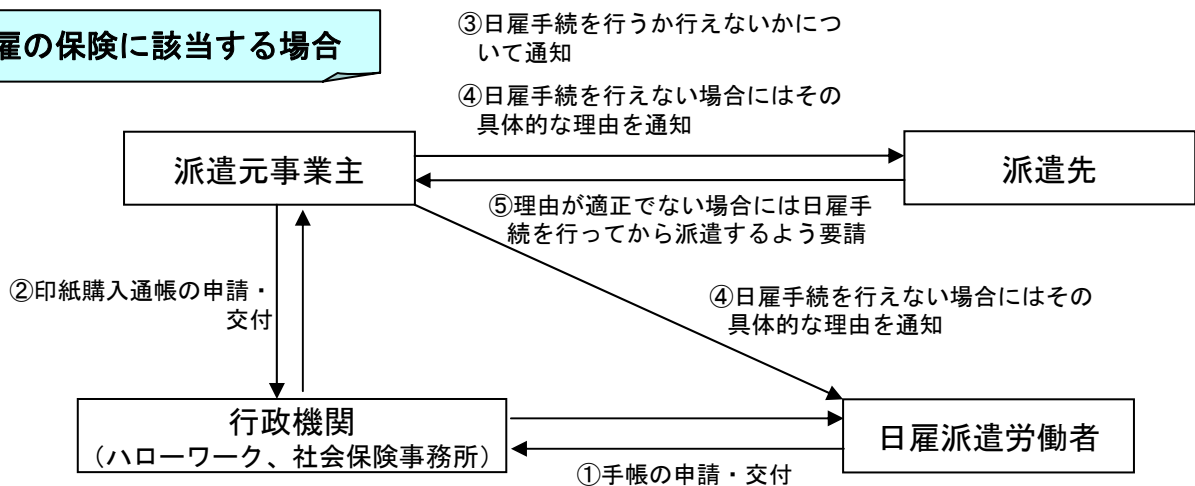 雇の保険に該当する場合
③日雇手続を行うか行えないかにつ
いて通知
④日雇手続を行えない場合にはその
具体的な理由を通知
派遣元事業主
派遣先
⑤理由が適正でない場合には日雇手
続を行ってから派遣するよう要請
②印紙購入通帳の申請・
交付
④日雇手続を行えない場合にはその
具体的な理由を通知
行政機関
（ハローワーク、社会保険事務所）
日雇派遣労働者
①手帳の申請・交付